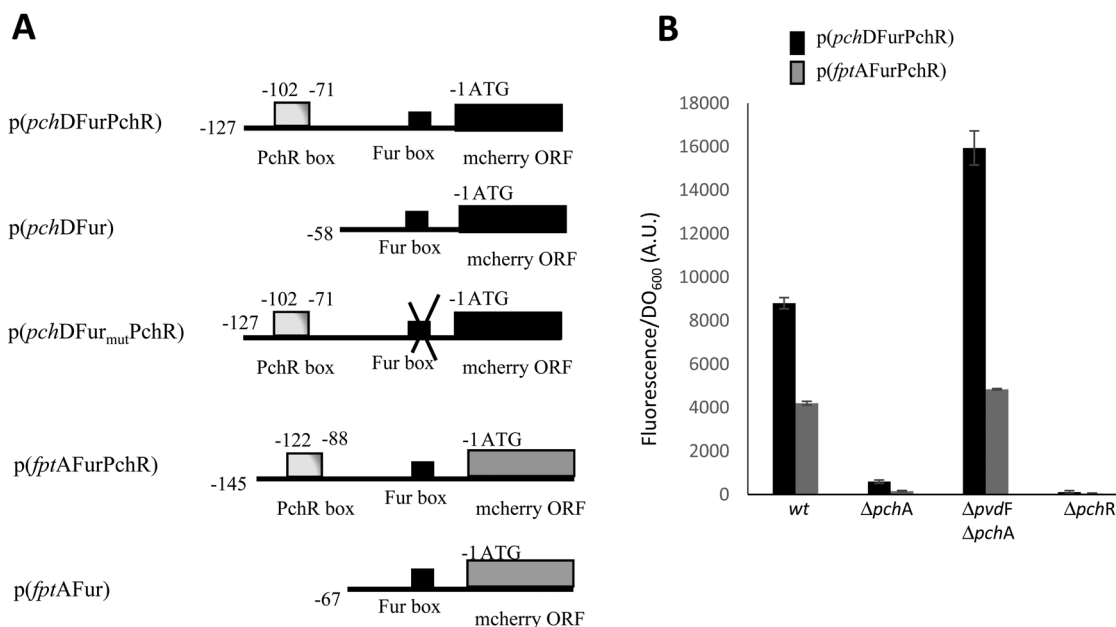 A
p(pchDFurPchR)
-102 -71 -1 ATG
-127
PchR box Fur box mcherry ORF
p(pchDFur)
-1 ATG
-58
Fur box mcherry ORF
p(pchDFurmutPchR)
-102 -71 -1 ATG
-127
PchR box Fur box mcherry ORF
p(fptAFurPchR)
-122 -88 -1 ATG
-145
PchR box Fur box mcherry ORF
p(fptAFur)
-1 ATG
-67
Fur box mcherry ORF
B
p(pchDFurPchR)
p(fptAFurPchR)
Fluorescence/DO600 (A.U.)
18000
16000
14000
12000
10000
8000
6000
4000
2000
0
wt ΔpchA ΔpvdF ΔpchR
ΔpchA